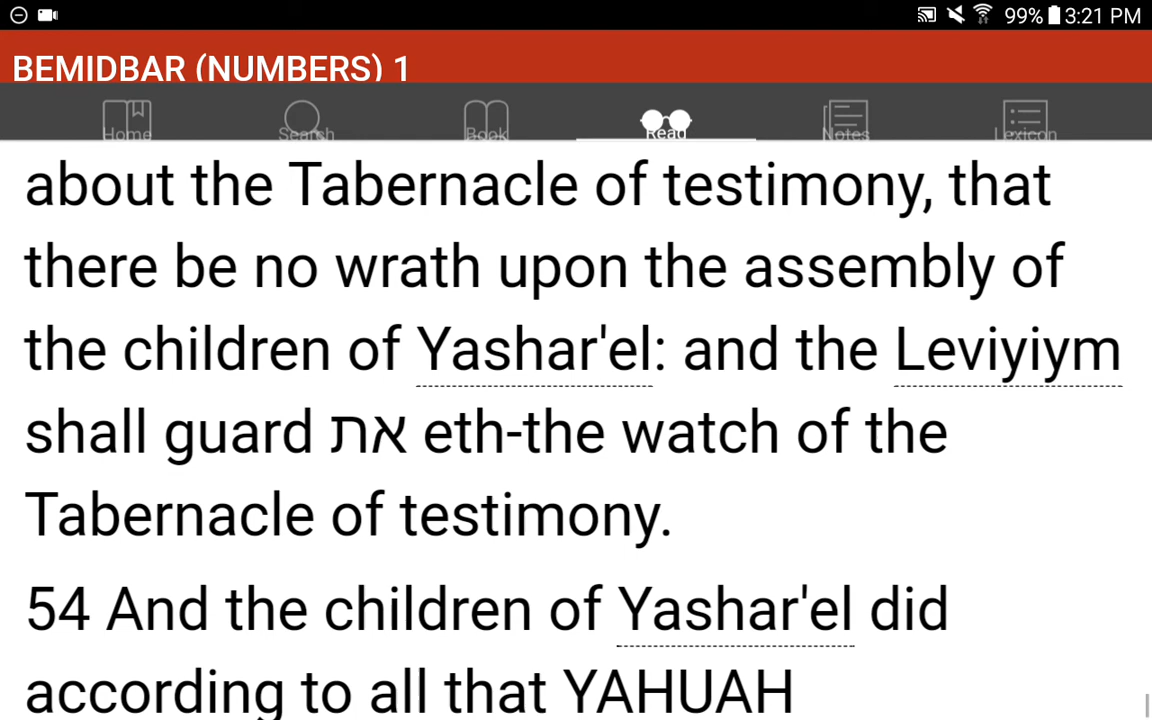 99% 3:21 PM
BEMIDBAR (NUMBERS) 1
Home Search Book Read Notes Lexicon
about the Tabernacle of testimony, that
there be no wrath upon the assembly of
the children of Yashar'el: and the Leviyiym
shall guard את eth-the watch of the
Tabernacle of testimony.
54 And the children of Yashar'el did
according to all that YAHUAH